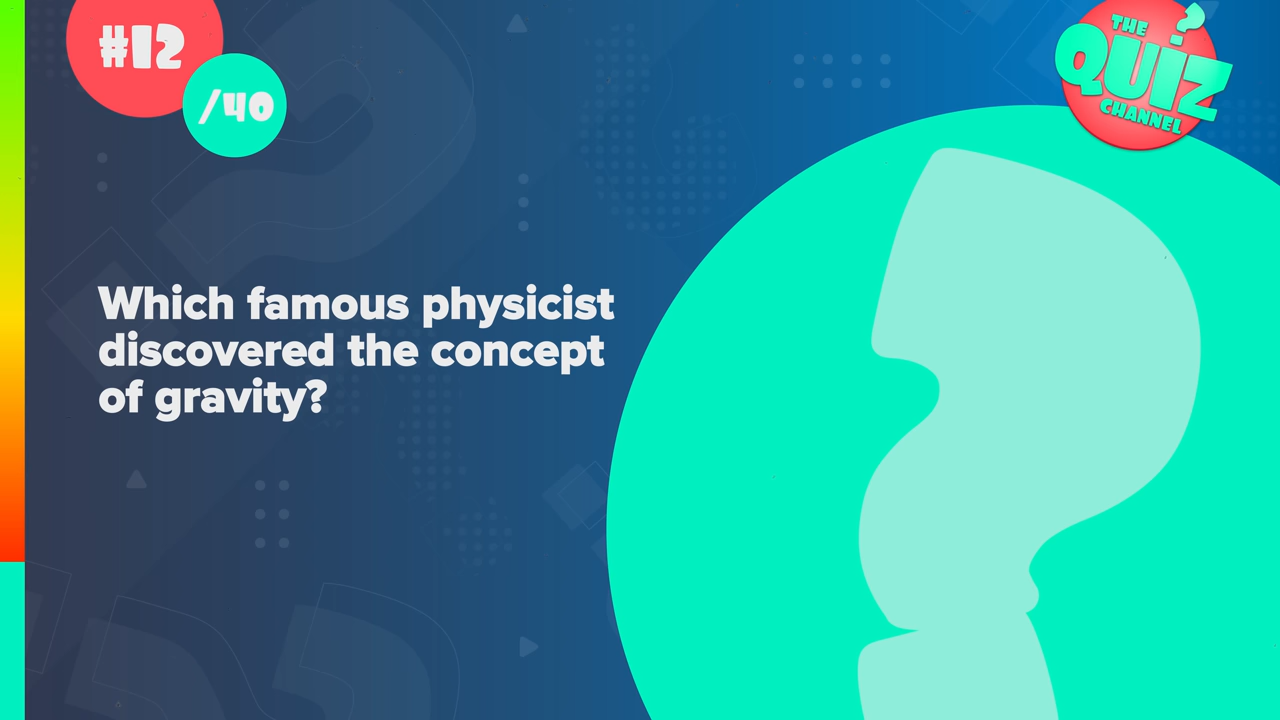 #12
/40
THE
QUIZ
CHANNEL
Which famous physicist
discovered the concept
of gravity?